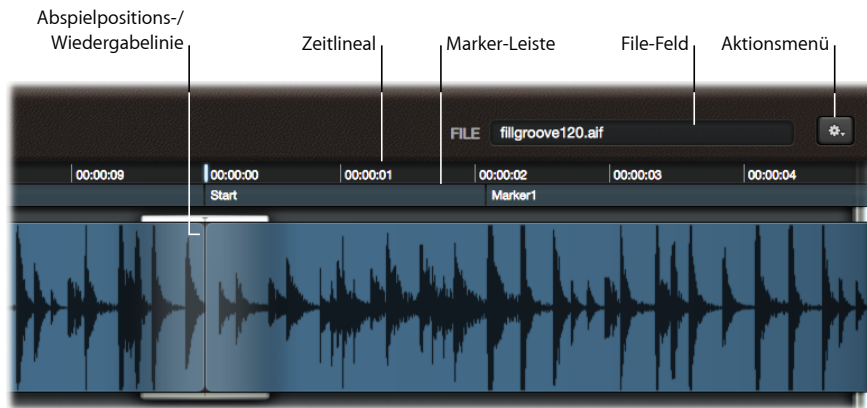 Abspielpositions-/
Wiedergabelinie
Zeitlineal
Marker-Leiste
File-Feld
Aktionsmenü
FILE fillgroove120.aif
00:00:09 00:00:00 00:00:01 00:00:02 00:00:03 00:00:04
Start Marker1